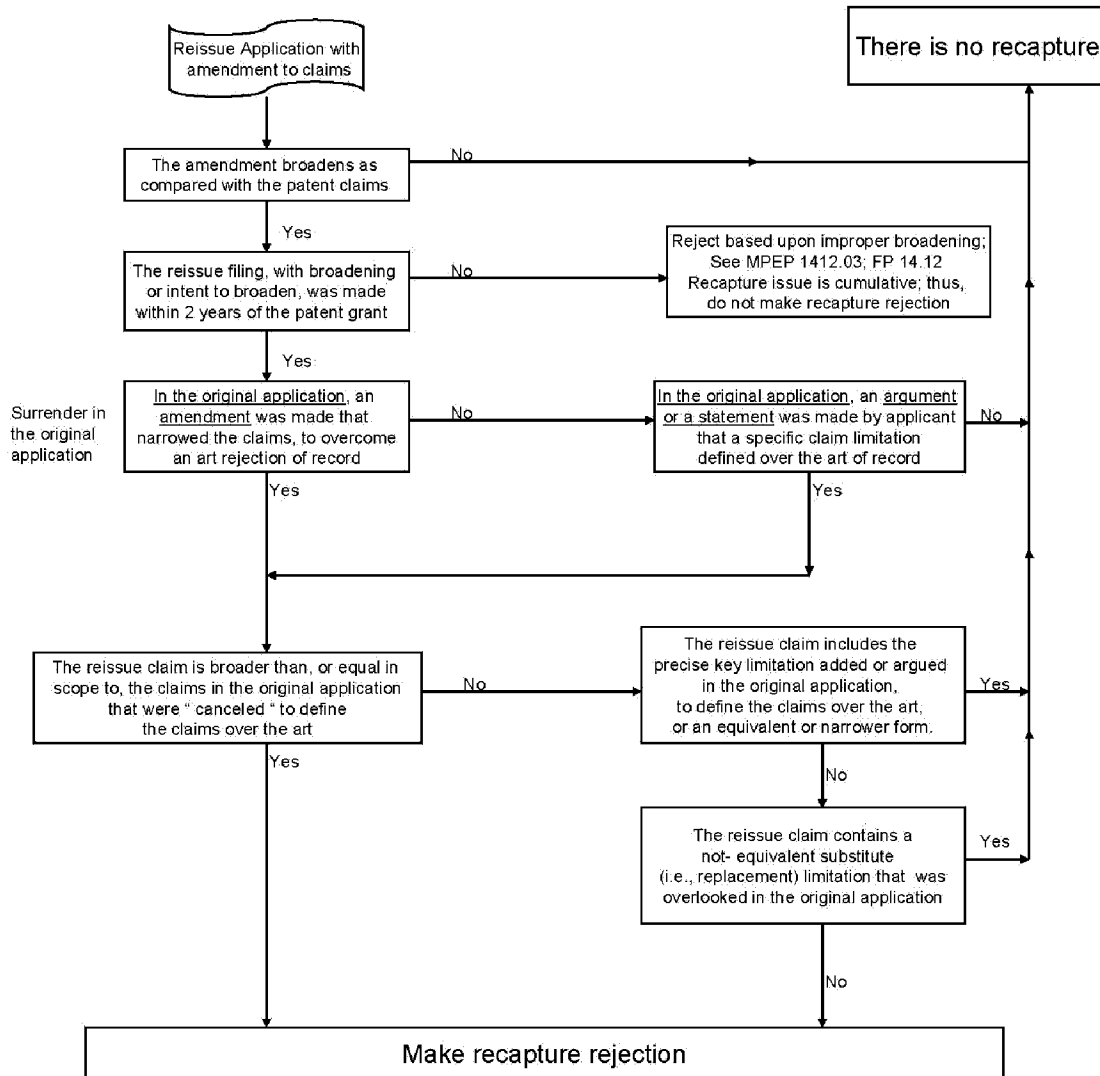 Reissue Application with
amendment to claims
There is no recapture
The amendment broadens as
compared with the patent claims
No
Yes
The reissue filing, with broadening
or intent to broaden, was made
within 2 years of the patent grant
No
Reject based upon improper broadening;
See MPEP 1412.03; FP 14.12
Recapture issue is cumulative; thus,
do not make recapture rejection
Yes
Surrender in
the original
application
In the original application, an
amendment was made that
narrowed the claims, to overcome
an art rejection of record
No
In the original application, an argument
or a statement was made by applicant
that a specific claim limitation
defined over the art of record
No
Yes
Yes
The reissue claim is broader than, or equal in
scope to, the claims in the original application
that were “ canceled “ to define
the claims over the art
No
The reissue claim includes the
precise key limitation added or argued
in the original application,
to define the claims over the art;
or an equivalent or narrower form.
Yes
Yes
No
The reissue claim contains a
not- equivalent substitute
(i.e., replacement) limitation that was
overlooked in the original application
Yes
No
Make recapture rejection